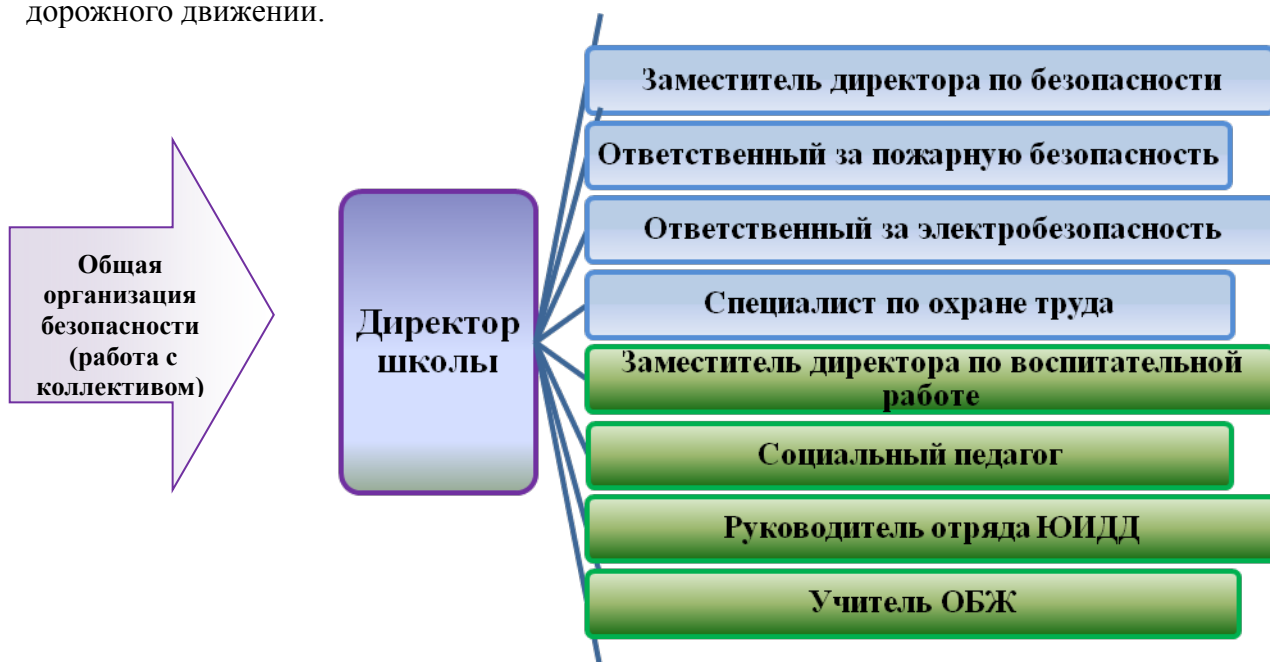 дорожного движении.
Общая
организация
безопасности
(работа с
коллективом)
Директор
школы
Заместитель директора по безопасности
Ответственный за пожарную безопасность
Ответственный за электробезопасность
Специалист по охране труда
Заместитель директора по воспитательной
работе
Социальный педагог
Руководитель отряда ЮИДД
Учитель ОБЖ